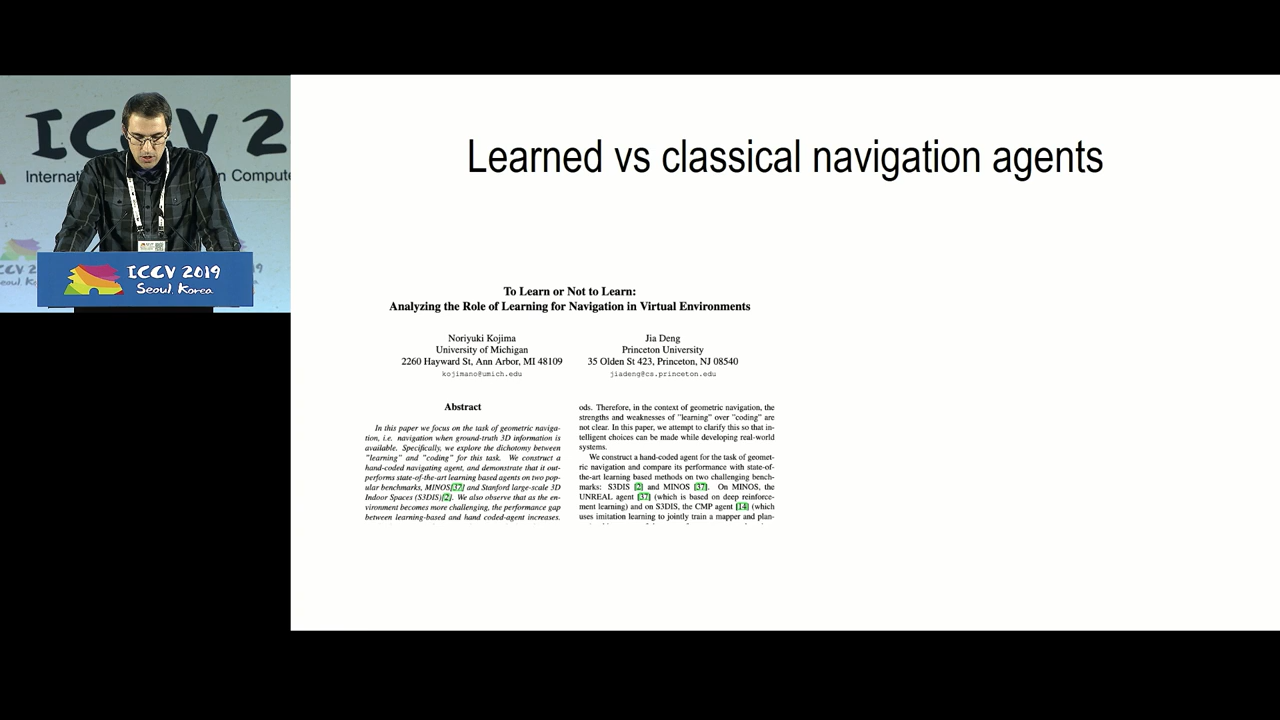 ICCV 2
International
n Compute
ICCV 2019
Seoul, Korea
Learned vs classical navigation agents
To Learn or Not to Learn:
Analyzing the Role of Learning for Navigation in Virtual Environments
Noriyuki Kojima
University of Michigan
2260 Hayward St, Ann Arbor, MI 48109
kojimano@umich.edu
Jia Deng
Princeton University
35 Olden St 423, Princeton, NJ 08540
jiadeng@cs.princeton.edu
Abstract
In this paper we focus on the task of geometric naviga-
tion, i.e. navigation when ground-truth 3D information is
available. Specifically, we explore the dichotomy between
"learning" and "coding" for this task. We construct a
hand-coded navigating agent, and demonstrate that it out-
performs state-of-the-art learning based agents on two pop-
ular benchmarks, MINOS[37] and Stanford large-scale 3D
Indoor Spaces (S3DIS)[2]. We also observe that as the en-
vironment becomes more challenging, the performance gap
between learning-based and hand coded-agent increases.
ods. Therefore, in the context of geometric navigation, the
strengths and weaknesses of "learning" over "coding" are
not clear. In this paper, we attempt to clarify this so that in-
telligent choices can be made while developing real-world
systems.
We construct a hand-coded agent for the task of geomet-
ric navigation and compare its performance with state-of-
the-art learning based methods on two challenging bench-
marks: S3DIS [2] and MINOS [37]. On MINOS, the
UNREAL agent [37] (which is based on deep reinforce-
ment learning) and on S3DIS, the CMP agent [14] (which
uses imitation learning to jointly train a mapper and plan-